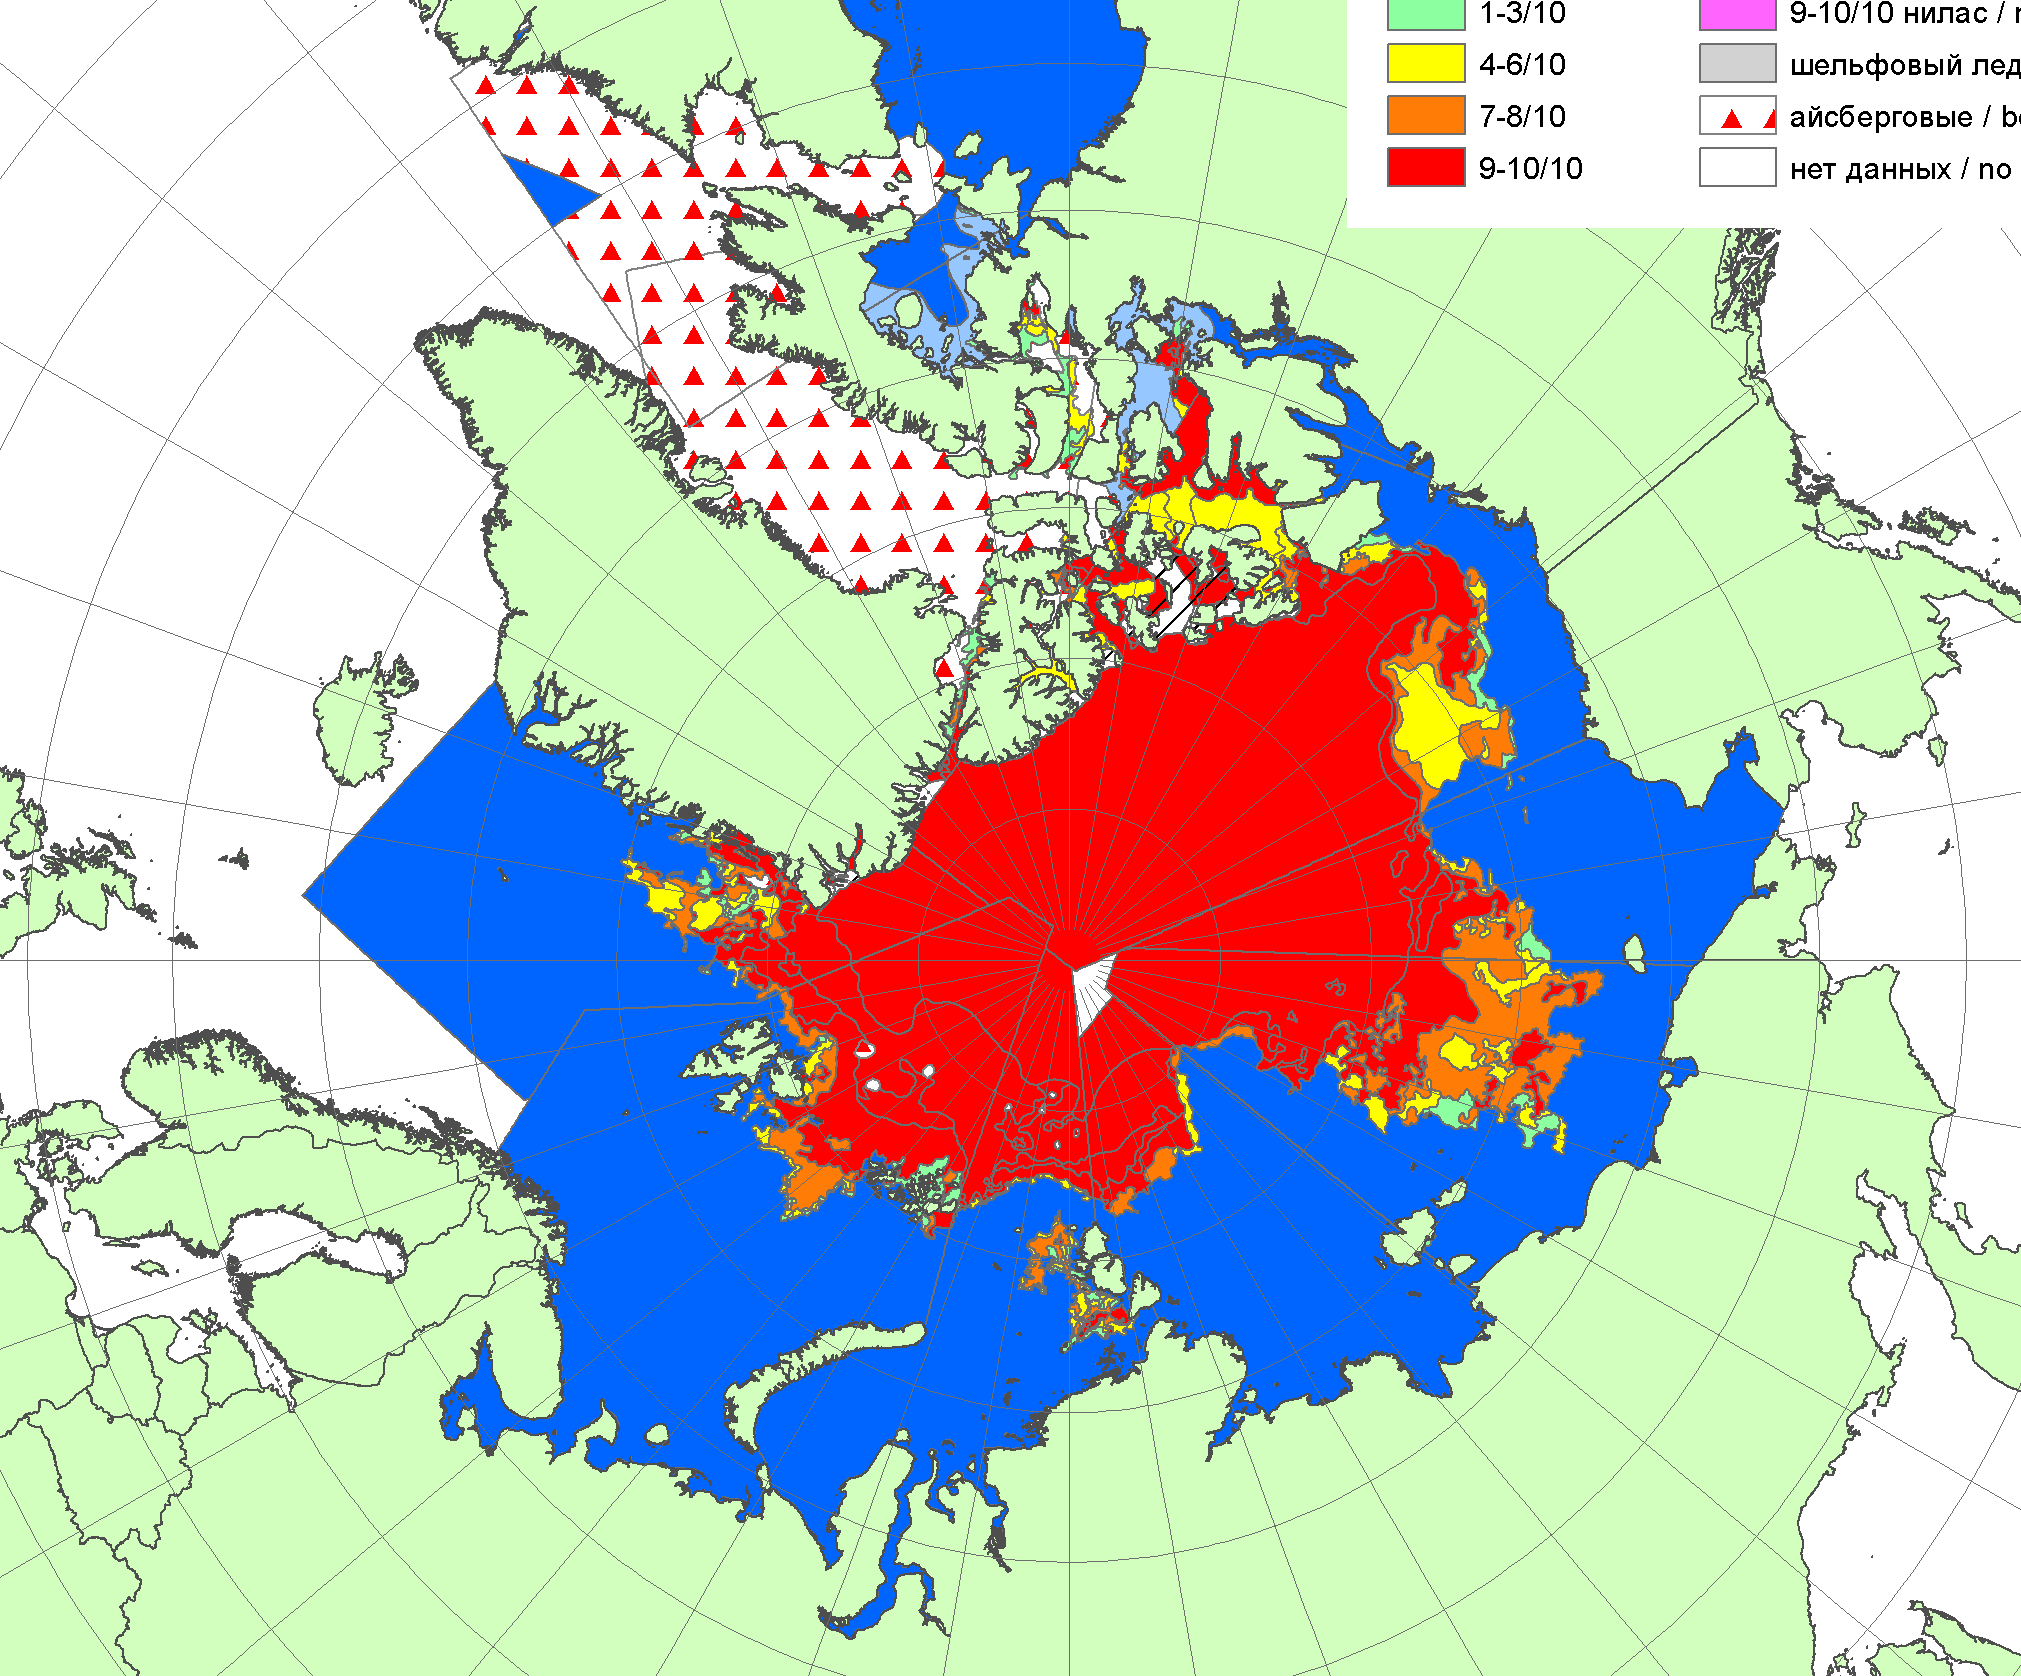 1-3/10
9-10/10 нилас /
4-6/10
шельфовый лед
7-8/10
айсберговые /
9-10/10
нет данных / no